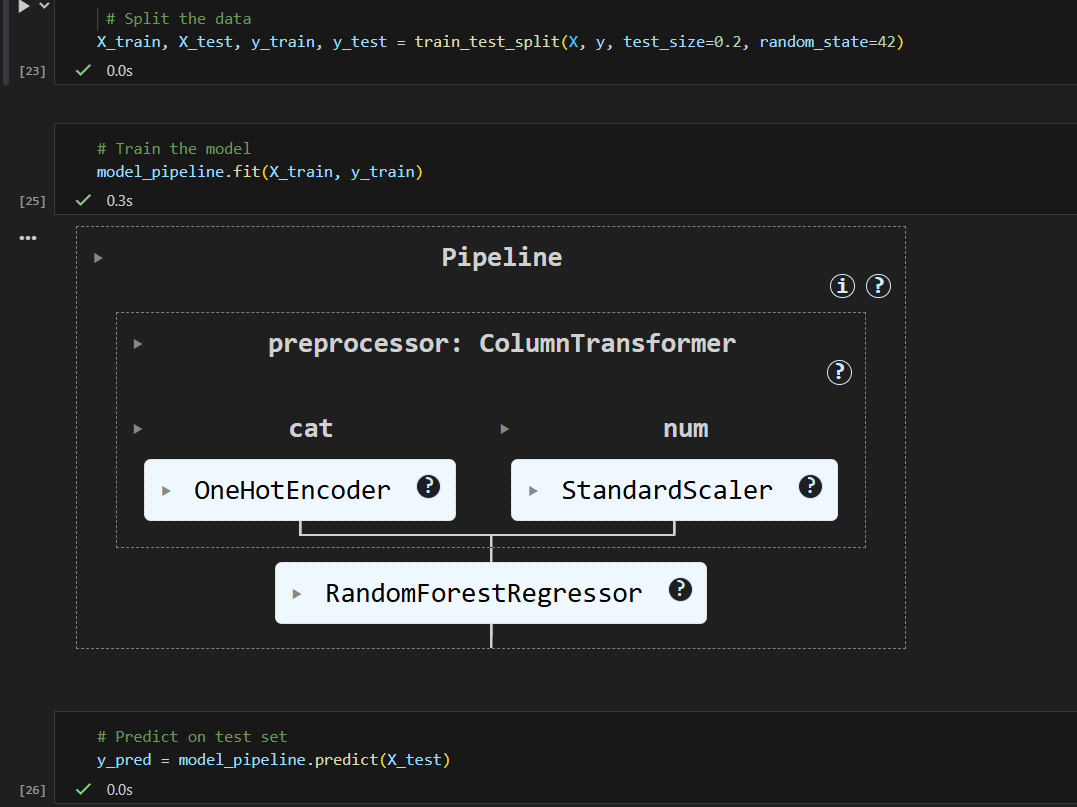 # Split the data
X_train, X_test, y_train, y_test = train_test_split(X, y, test_size=0.2, random_state=42)
[23] 0.0s
# Train the model
model_pipeline.fit(X_train, y_train)
[25] 0.3s
Pipeline
i ?
preprocessor: ColumnTransformer
?
cat num
OneHotEncoder ? StandardScaler ?
RandomForestRegressor ?
# Predict on test set
y_pred = model_pipeline.predict(X_test)
[26] 0.0s